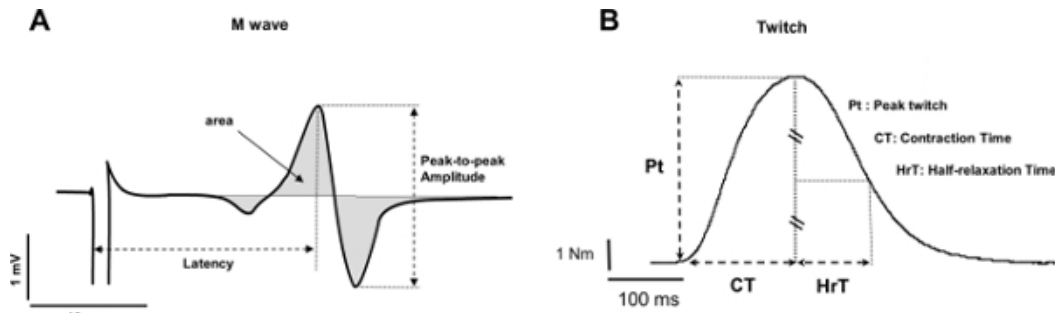 A
M wave
area
Peak-to-peak
Amplitude
Latency
1 mV
B
Twitch
Pt : Peak twitch
CT: Contraction Time
HrT: Half-relaxation Time
Pt
1 Nm
100 ms
CT
HrT